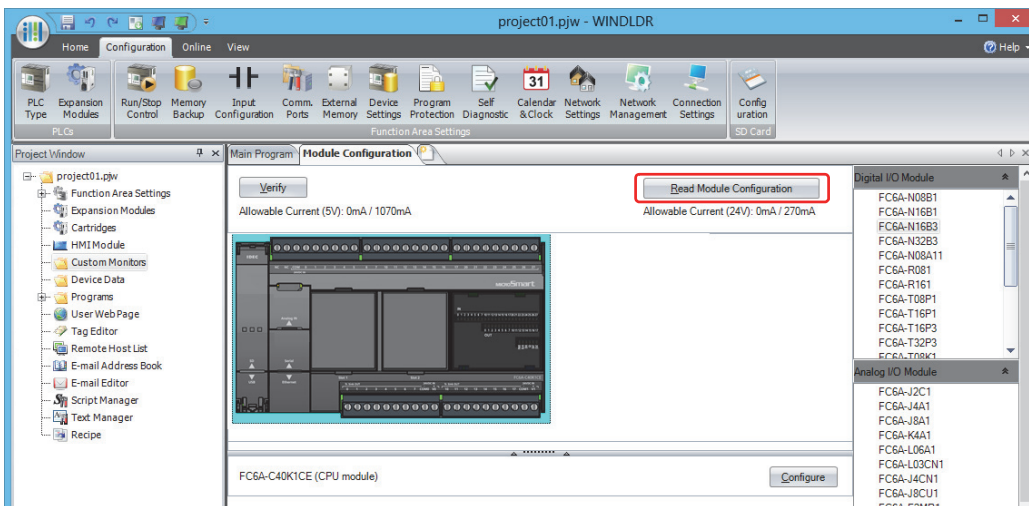 project01.pjw - WINDLDR
Home Configuration Online View
Help
PLC Type
Expansion Modules
Run/Stop Control
Memory Backup
Input Configuration
Comm. Ports
External Memory
Device Settings
Program Protection
Self Diagnostic
31
Calendar & Clock
Network Settings
Network Management
Connection Settings
Configuration
PLCs
Function Area Settings
SD Card
Project Window
Main Program
Module Configuration
project01.pjw
Function Area Settings
Expansion Modules
Cartridges
HMI Module
Custom Monitors
Device Data
Programs
User Web Page
Tag Editor
Remote Host List
E-mail Address Book
E-mail Editor
Script Manager
Text Manager
Recipe
Verify
Read Module Configuration
Allowable Current (5V): 0mA / 1070mA
Allowable Current (24V): 0mA / 270mA
FC6A-C40K1CE (CPU module)
Configure
Digital I/O Module
FC6A-N08B1
FC6A-N16B1
FC6A-N16B3
FC6A-N32B3
FC6A-N08A11
FC6A-R081
FC6A-R161
FC6A-T08P1
FC6A-T16P1
FC6A-T16P3
FC6A-T32P3
FC6A-T08K1
Analog I/O Module
FC6A-J2C1
FC6A-J4A1
FC6A-J8A1
FC6A-K4A1
FC6A-L06A1
FC6A-L03CN1
FC6A-J4CN1
FC6A-J8CU1